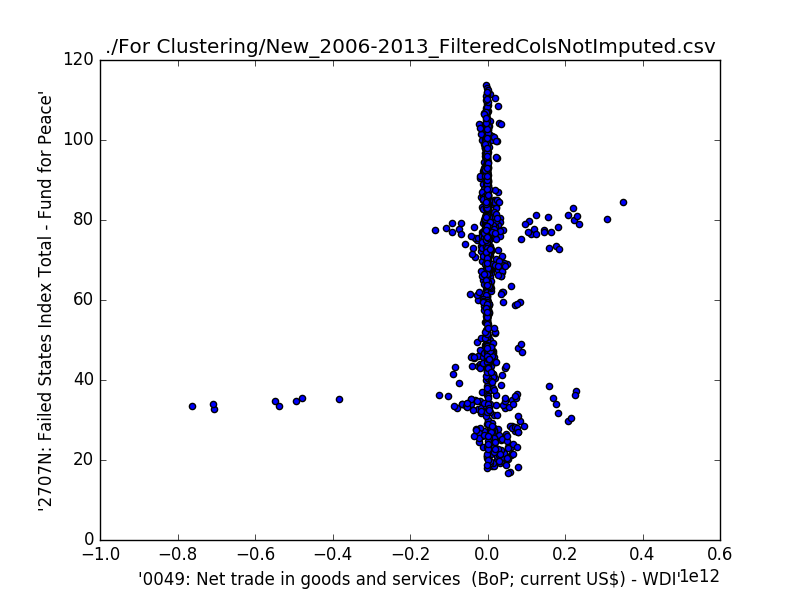 ./For Clustering/New_2006-2013_FilteredColsNotImputed.csv
120
100
80
60
40
20
0
'2707N: Failed States Index Total - Fund for Peace'
−1.0 −0.8 −0.6 −0.4 −0.2 0.0 0.2 0.4 0.6
1e12
'0049: Net trade in goods and services  (BoP; current US$) - WDI'